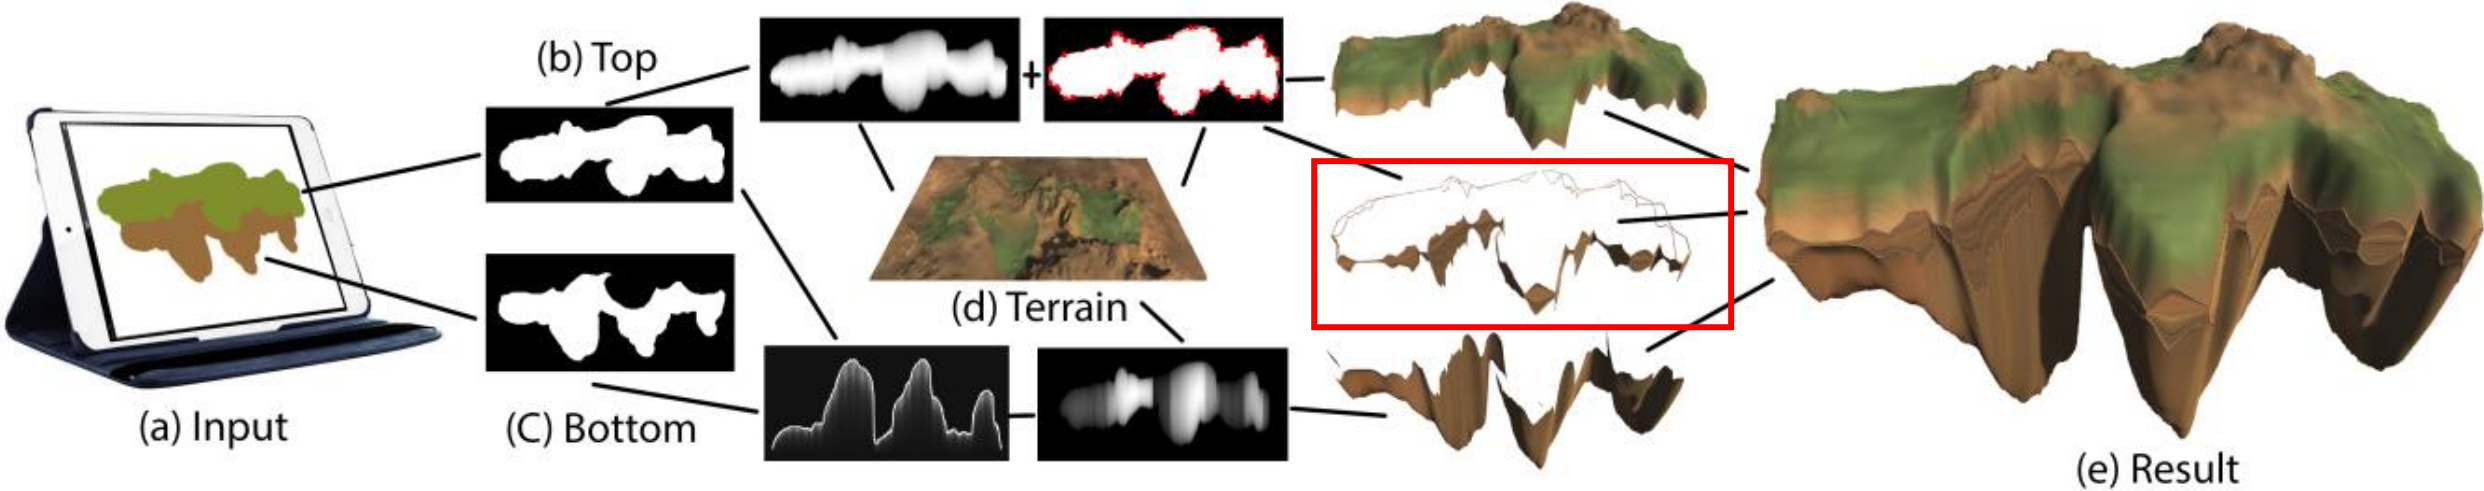 (b) Top
+
(d) Terrain
(a) Input
(C) Bottom
(e) Result